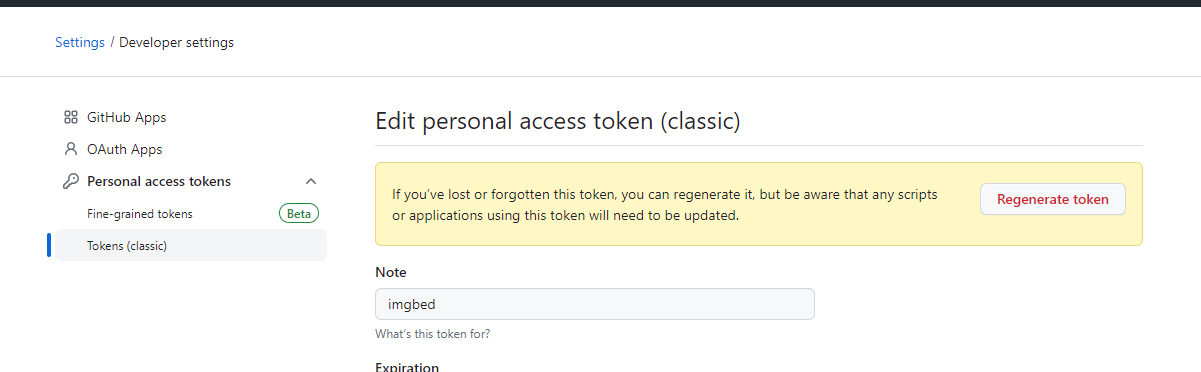 Settings / Developer settings
GitHub Apps
OAuth Apps
Personal access tokens
Fine-grained tokens Beta
Tokens (classic)
Edit personal access token (classic)
If you've lost or forgotten this token, you can regenerate it, but be aware that any scripts
or applications using this token will need to be updated.
Regenerate token
Note
imgbed
What's this token for?
Expiration